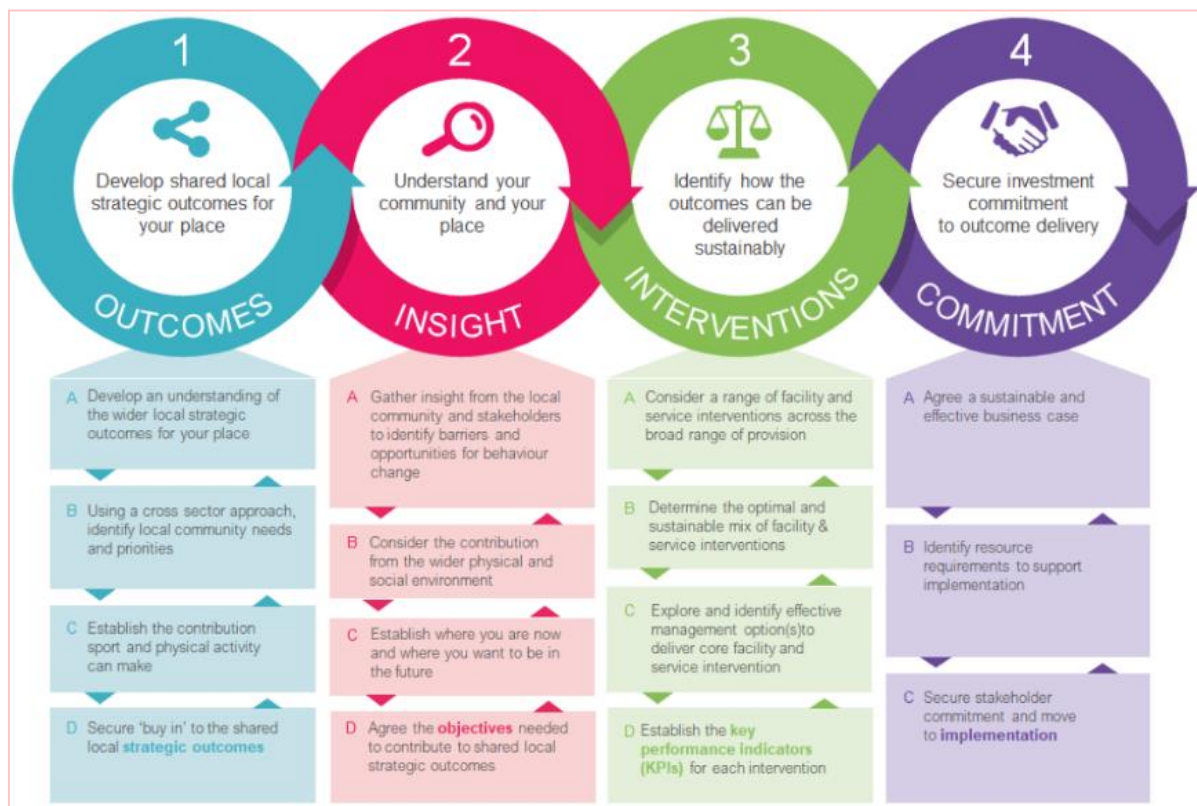 1
Develop shared local
strategic outcomes for
your place
OUTCOMES
A Develop an understanding of
the wider local strategic
outcomes for your place
B Using a cross sector approach,
identify local community needs
and priorities
C Establish the contribution
sport and physical activity
can make
D Secure ‘buy in’ to the shared
local strategic outcomes
2
Understand your
community and your
place
INSIGHT
A Gather insight from the local
community and stakeholders
to identify barriers and
opportunities for behaviour
change
B Consider the contribution
from the wider physical and
social environment
C Establish where you are now
and where you want to be in
the future
D Agree the objectives needed
to contribute to shared local
strategic outcomes
3
Identify how the
outcomes can be
delivered
sustainably
INTERVENTIONS
A Consider a range of facility and
service interventions across the
broad range of provision
B Determine the optimal and
sustainable mix of facility &
service interventions
C Explore and identify effective
management option(s)to
deliver core facility and
service intervention
D Establish the key
performance indicators
(KPIs) for each intervention
4
Secure investment
commitment
to outcome delivery
COMMITMENT
A Agree a sustainable and
effective business case
B Identify resource
requirements to support
implementation
C Secure stakeholder
commitment and move
to implementation